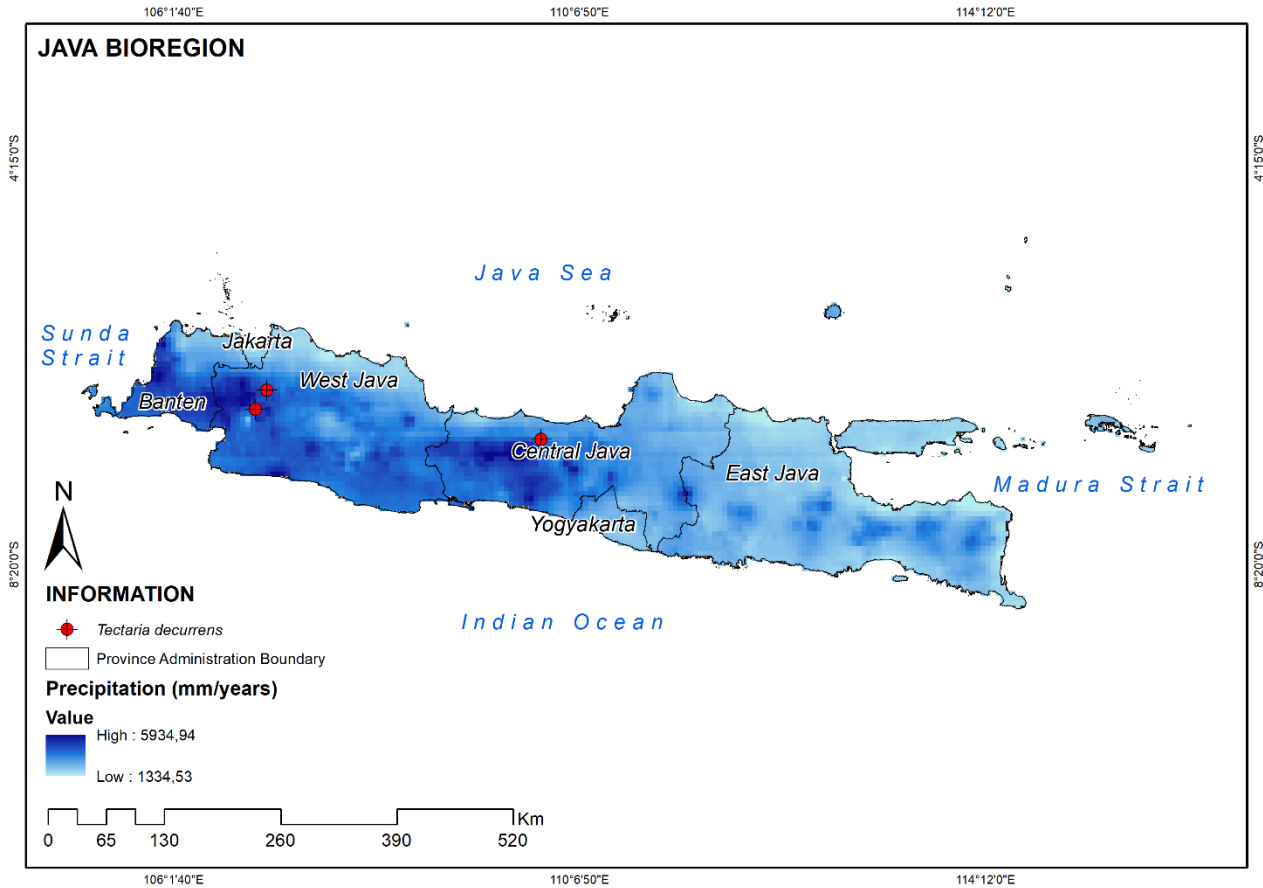 106°1'40"E
110°6'50"E
114°12'0"E
JAVA BIOREGION
4°15'0"S
4°15'0"S
Java Sea
Sunda
Strait
Jakarta
West Java
Banten
Central Java
East Java
Madura Strait
Yogyakarta
N
8°20'0"S
8°20'0"S
INFORMATION
Indian Ocean
Tectaria decurrens
Province Administration Boundary
Precipitation (mm/years)
Value
High : 5934,94
Low : 1334,53
Km
0 65 130 260 390 520
106°1'40"E
110°6'50"E
114°12'0"E